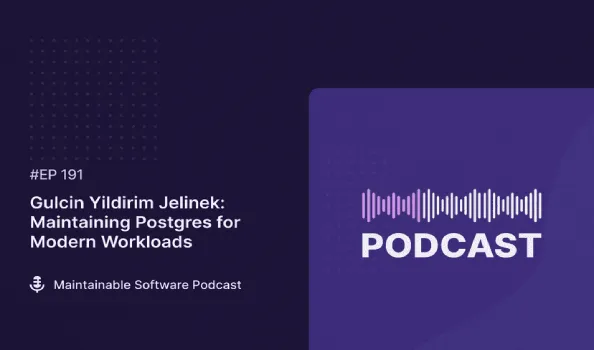 #EP 191
Gulcin Yildirim Jelinek:
Maintaining Postgres for
Modern Workloads
Maintainable Software Podcast
PODCAST